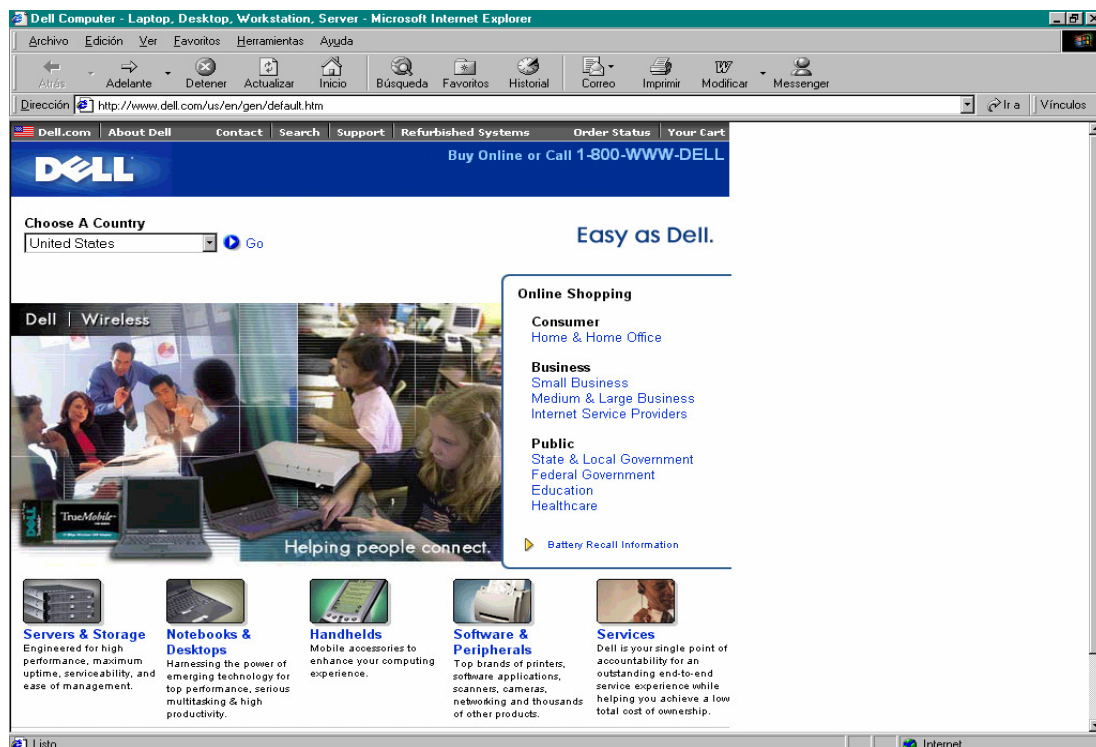 Dell Computer - Laptop, Desktop, Workstation, Server - Microsoft Internet Explorer
Archivo Edición Ver Favoritos Herramientas Ayuda
Atrás Adelante Detener Actualizar Inicio Búsqueda Favoritos Historial Correo Imprimir Modificar Messenger
Dirección http://www.dell.com/us/en/gen/default.htm Ir a Vínculos
Dell.com About Dell Contact Search Support Refurbished Systems Order Status Your Cart
DELL
Buy Online or Call 1-800-WWW-DELL
Choose A Country
United States Go
Easy as Dell.
Dell | Wireless
DELL
TrueMobile
Helping people connect.
Online Shopping
Consumer
Home & Home Office
Business
Small Business
Medium & Large Business
Internet Service Providers
Public
State & Local Government
Federal Government
Education
Healthcare
Battery Recall Information
Servers & Storage
Engineered for high
performance, maximum
uptime, serviceability, and
ease of management.
Notebooks &
Desktops
Harnessing the power of
emerging technology for
top performance, serious
multitasking & high
productivity.
Handhelds
Mobile accessories to
enhance your computing
experience.
Software &
Peripherals
Top brands of printers,
software applications,
scanners, cameras,
networking and thousands
of other products.
Services
Dell is your single point of
accountability for an
outstanding end-to-end
service experience while
helping you achieve a low
total cost of ownership.
Listo Internet